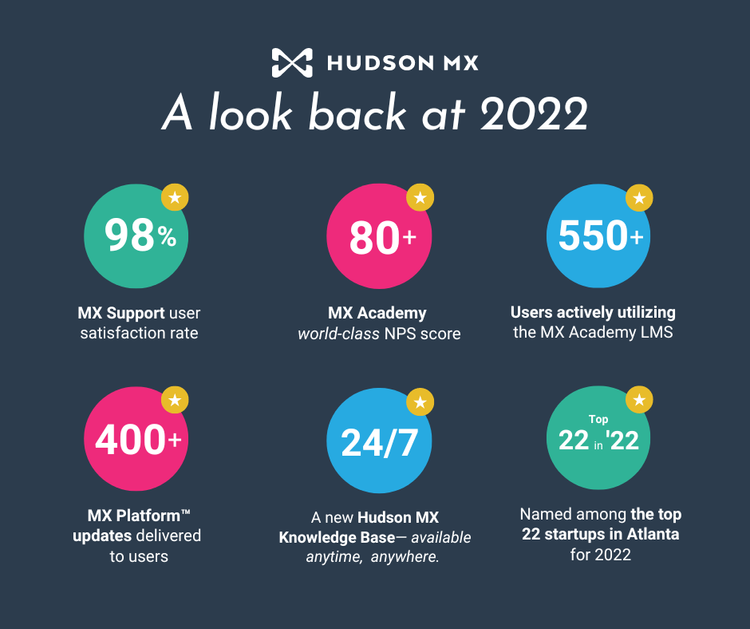 HUDSON MX
A look back at 2022
98%
MX Support user
satisfaction rate
80+
MX Academy
world-class NPS score
550+
Users actively utilizing
the MX Academy LMS
400+
MX Platform™
updates delivered
to users
24/7
A new Hudson MX
Knowledge Base— available
anytime, anywhere.
Top
22 in '22
Named among the top
22 startups in Atlanta
for 2022